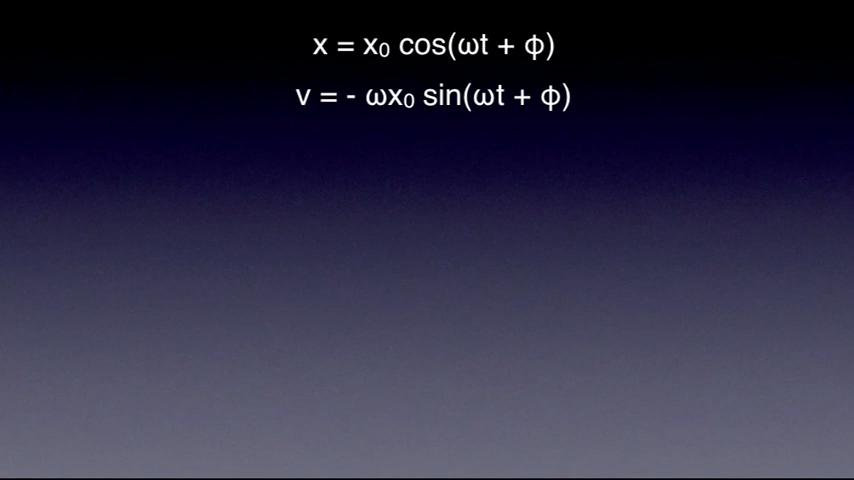 x = x₀ cos(ωt + φ)
v = - ωx₀ sin(ωt + φ)